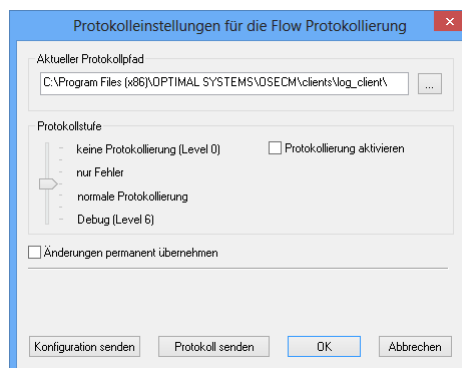 Protokolleinstellungen für die Flow Protokollierung
Aktueller Protokollpfad
C:\Program Files (x86)\OPTIMAL SYSTEMS\OSECM\clients\log_client\
...
Protokollstufe
keine Protokollierung (Level 0)
Protokollierung aktivieren
nur Fehler
normale Protokollierung
Debug (Level 6)
Änderungen permanent übernehmen
Konfiguration senden
Protokoll senden
OK
Abbrechen